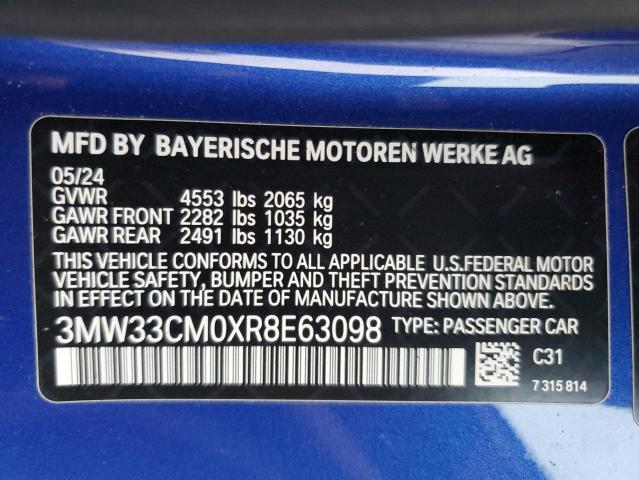 MFD BY BAYERISCHE MOTOREN WERKE AG
05/24
GVWR 4553 lbs 2065 kg
GAWR FRONT 2282 lbs 1035 kg
GAWR REAR 2491 lbs 1130 kg
THIS VEHICLE CONFORMS TO ALL APPLICABLE U.S.FEDERAL MOTOR
VEHICLE SAFETY, BUMPER AND THEFT PREVENTION STANDARDS
IN EFFECT ON THE DATE OF MANUFACTURE SHOWN ABOVE.
3MW33CM0XR8E63098 TYPE: PASSENGER CAR
C31
7 315 814